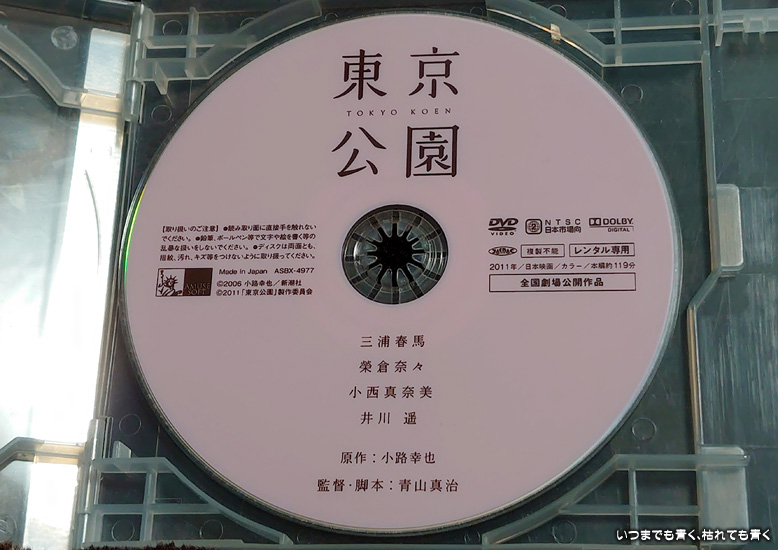 東京
TOKYO KOEN
公園
【取り扱いのご注意】●読み取り面に直接手を触れない
でください。●鉛筆、ボールペン等で文字や絵を書く等の
乱暴な扱いをしないでください。●ディスクは両面とも、
指紋、汚れ、キズ等をつけないように取り扱ってください。
Made in Japan ASBX-4977
AMUSE
SOFT
©2006 小路幸也／新潮社
©2011「東京公園」製作委員会
DVD
VIDEO
2
NTSC
日本市場向
DOLBY
DIGITAL
複製不能
レンタル専用
2011年／日本映画／カラー／本編約119分
全国劇場公開作品
三浦春馬
榮倉奈々
小西真奈美
井川 遥
原作：小路幸也
監督・脚本：青山真治
いつまでも青く、枯れても青く